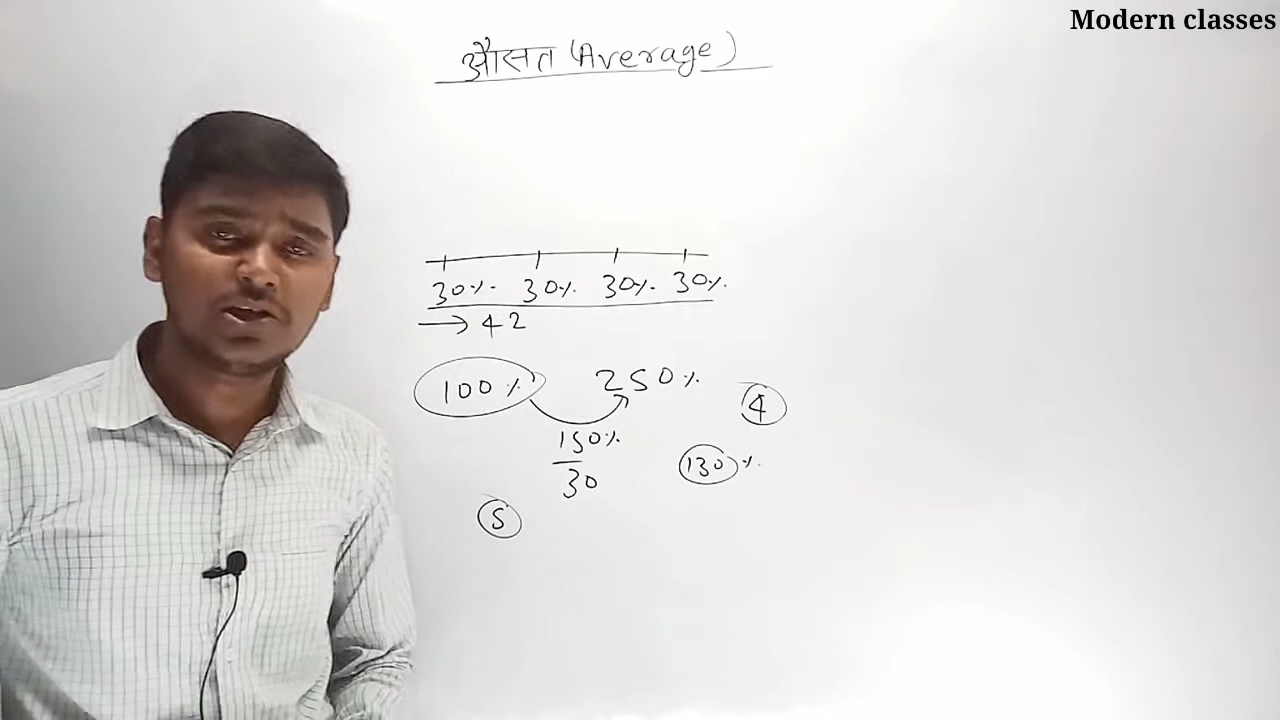 Modern classes
औसत (Average)
30% 30% 30% 30%
→ 42
100% 250%
4
150%
30
130 %
5